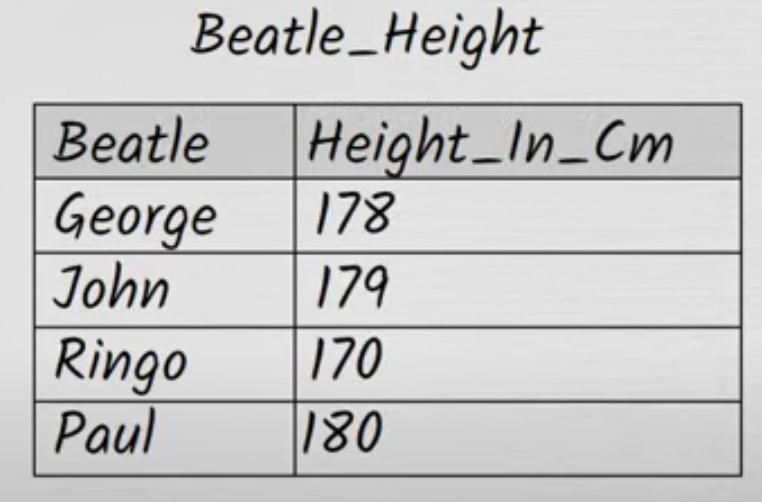 Beatle_Height
Beatle Height_In_Cm
George 178
John 179
Ringo 170
Paul 180